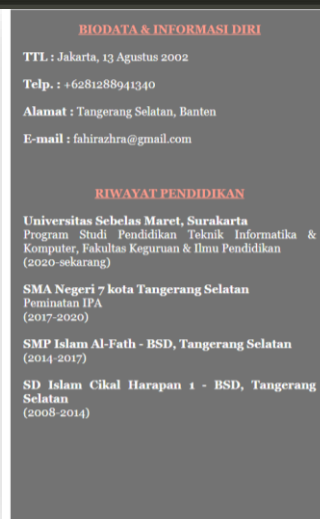 BIODATA & INFORMASI DIRI
TTL : Jakarta, 13 Agustus 2002
Telp. : +6281288941340
Alamat : Tangerang Selatan, Banten
E-mail : fahirazhra@gmail.com
RIWAYAT PENDIDIKAN
Universitas Sebelas Maret, Surakarta
Program Studi Pendidikan Teknik Informatika &
Komputer, Fakultas Keguruan & Ilmu Pendidikan
(2020-sekarang)
SMA Negeri 7 kota Tangerang Selatan
Peminatan IPA
(2017-2020)
SMP Islam Al-Fath - BSD, Tangerang Selatan
(2014-2017)
SD Islam Cikal Harapan 1 - BSD, Tangerang
Selatan
(2008-2014)